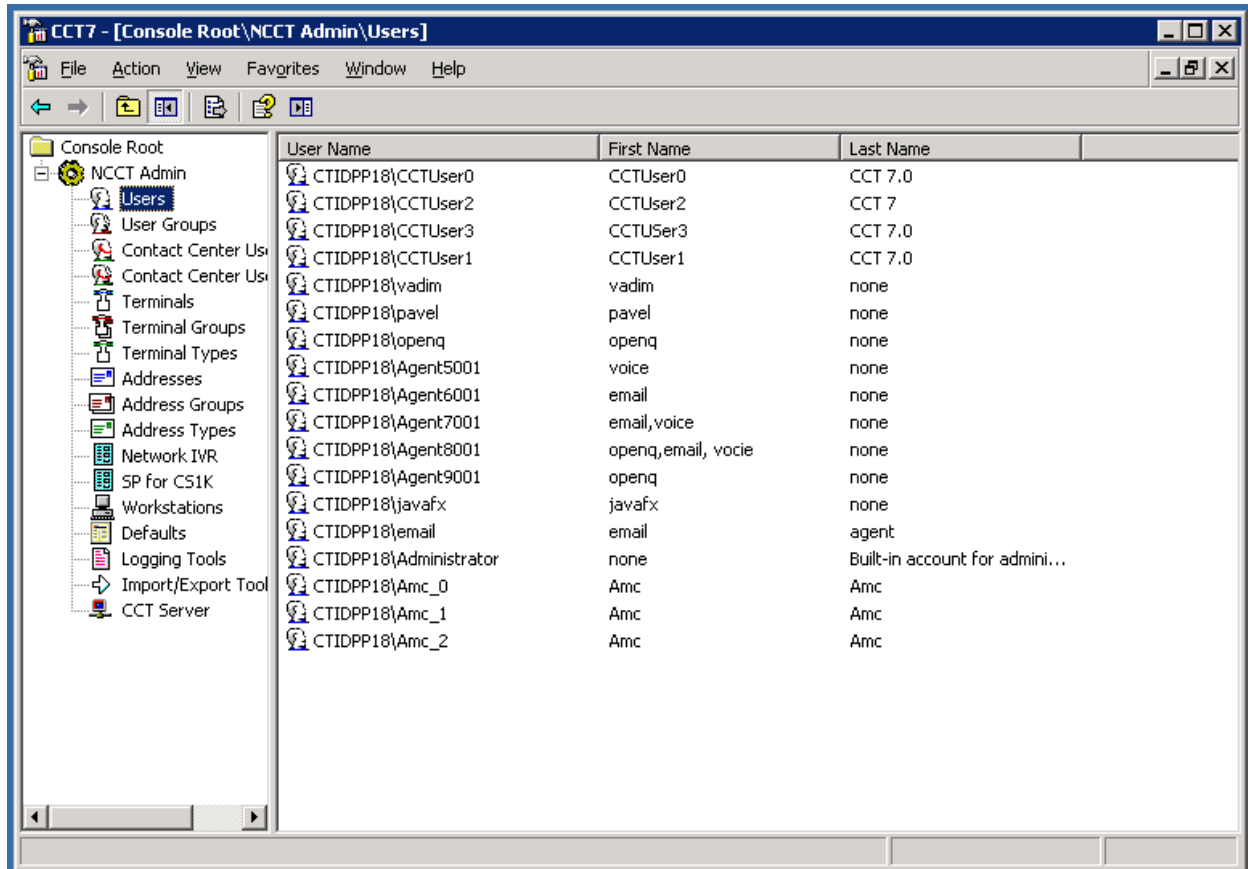 CCT7 - [Console Root\NCCT Admin\Users]
File Action View Favorites Window Help
Console Root
NCCT Admin
Users
User Groups
Contact Center Us
Contact Center Us
Terminals
Terminal Groups
Terminal Types
Addresses
Address Groups
Address Types
Network IVR
SP for CS1K
Workstations
Defaults
Logging Tools
Import/Export Tool
CCT Server
User Name First Name Last Name
CTIDPP18\CCTUser0 CCTUser0 CCT 7.0
CTIDPP18\CCTUser2 CCTUser2 CCT 7
CTIDPP18\CCTUser3 CCTUSer3 CCT 7.0
CTIDPP18\CCTUser1 CCTUser1 CCT 7.0
CTIDPP18\vadim vadim none
CTIDPP18\pavel pavel none
CTIDPP18\openq openq none
CTIDPP18\Agent5001 voice none
CTIDPP18\Agent6001 email none
CTIDPP18\Agent7001 email,voice none
CTIDPP18\Agent8001 openq,email, vocie none
CTIDPP18\Agent9001 openq none
CTIDPP18\javafx javafx none
CTIDPP18\email email agent
CTIDPP18\Administrator none Built-in account for admini...
CTIDPP18\Amc_0 Amc Amc
CTIDPP18\Amc_1 Amc Amc
CTIDPP18\Amc_2 Amc Amc